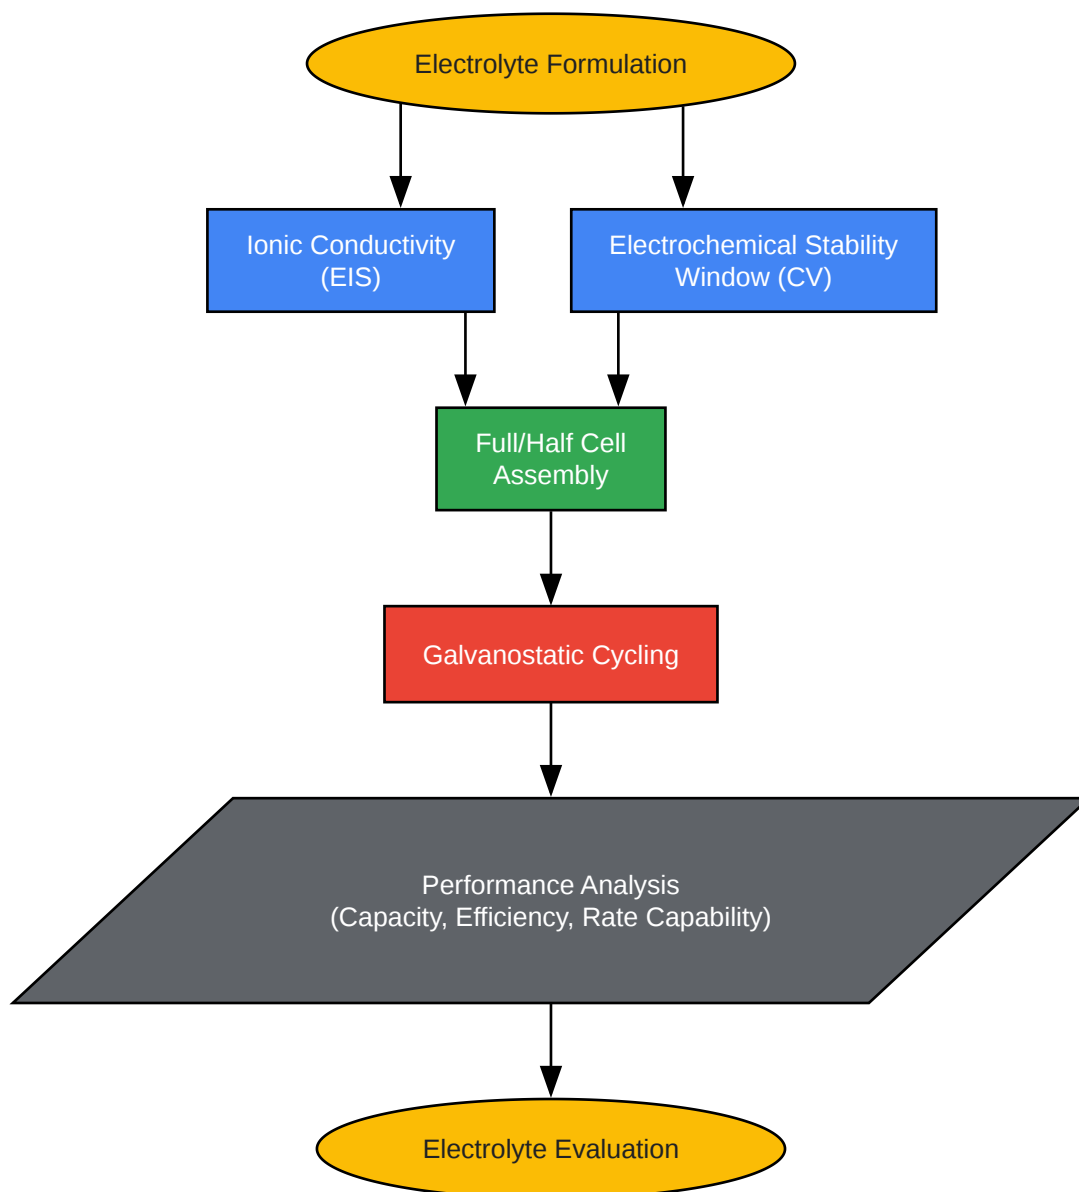 Electrolyte Formulation
Ionic Conductivity
(EIS)
Electrochemical Stability
Window (CV)
Full/Half Cell
Assembly
Galvanostatic Cycling
Performance Analysis
(Capacity, Efficiency, Rate Capability)
Electrolyte Evaluation